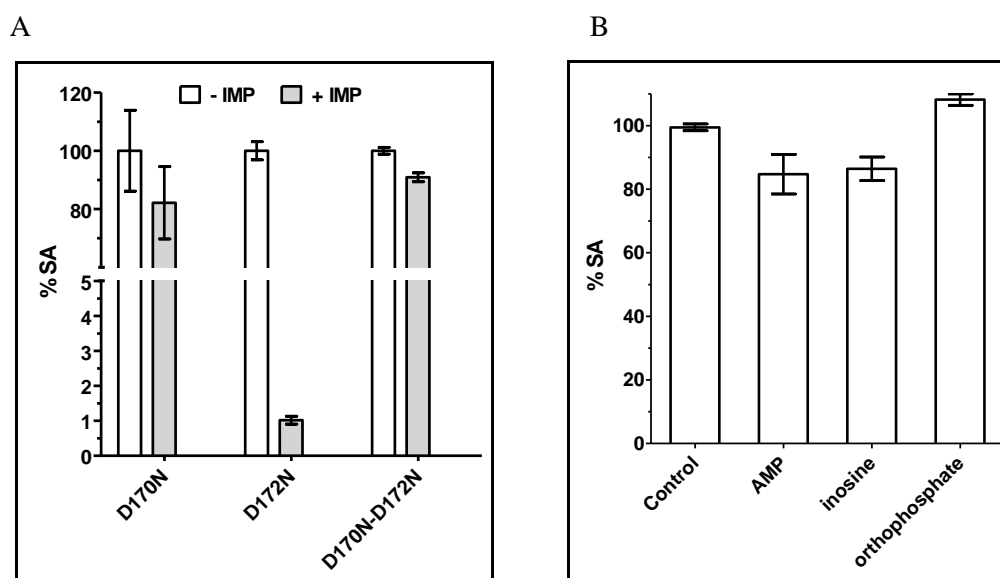 A
B
- IMP + IMP
120
100
80
5
4
3
2
1
0
% SA
D170N
D172N
D170N-D172N
100
80
60
40
20
0
% SA
Control
AMP
inosine
orthophosphate